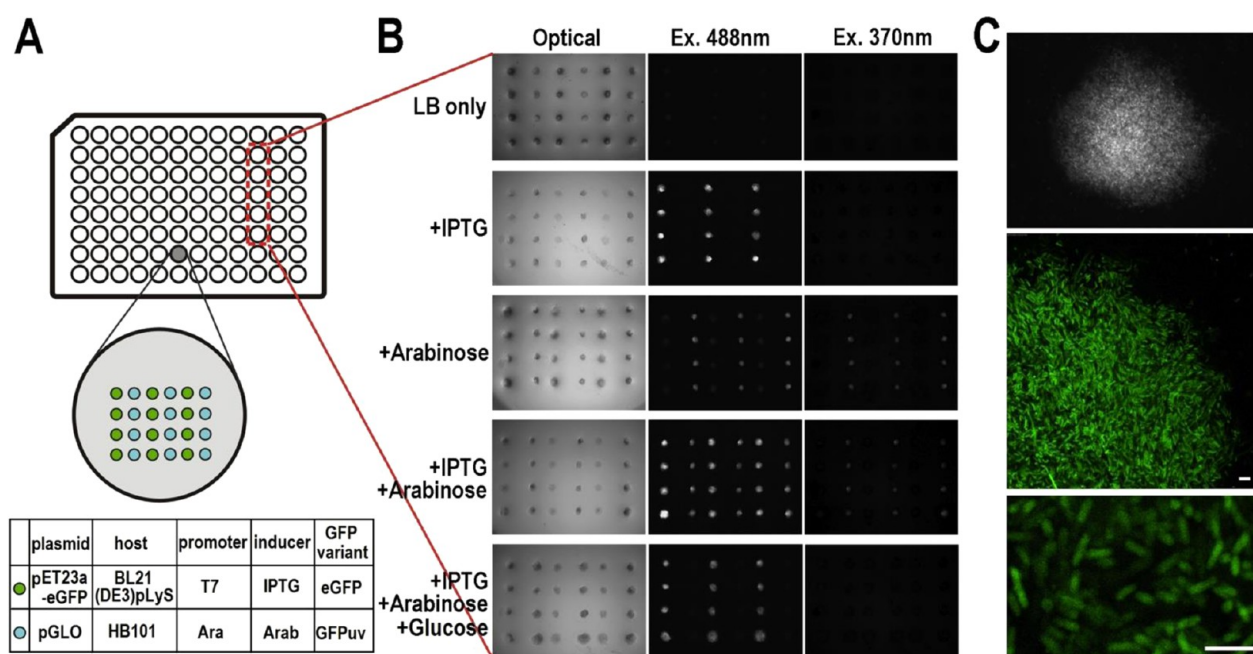 A
B
C
Optical
Ex. 488nm
Ex. 370nm
LB only
+IPTG
+Arabinose
+IPTG
+Arabinose
+IPTG
+Arabinose
+Glucose
plasmid host promoter inducer GFP variant
pET23a -eGFP BL21 (DE3)pLyS T7 IPTG eGFP
pGLO HB101 Ara Arab GFPuv